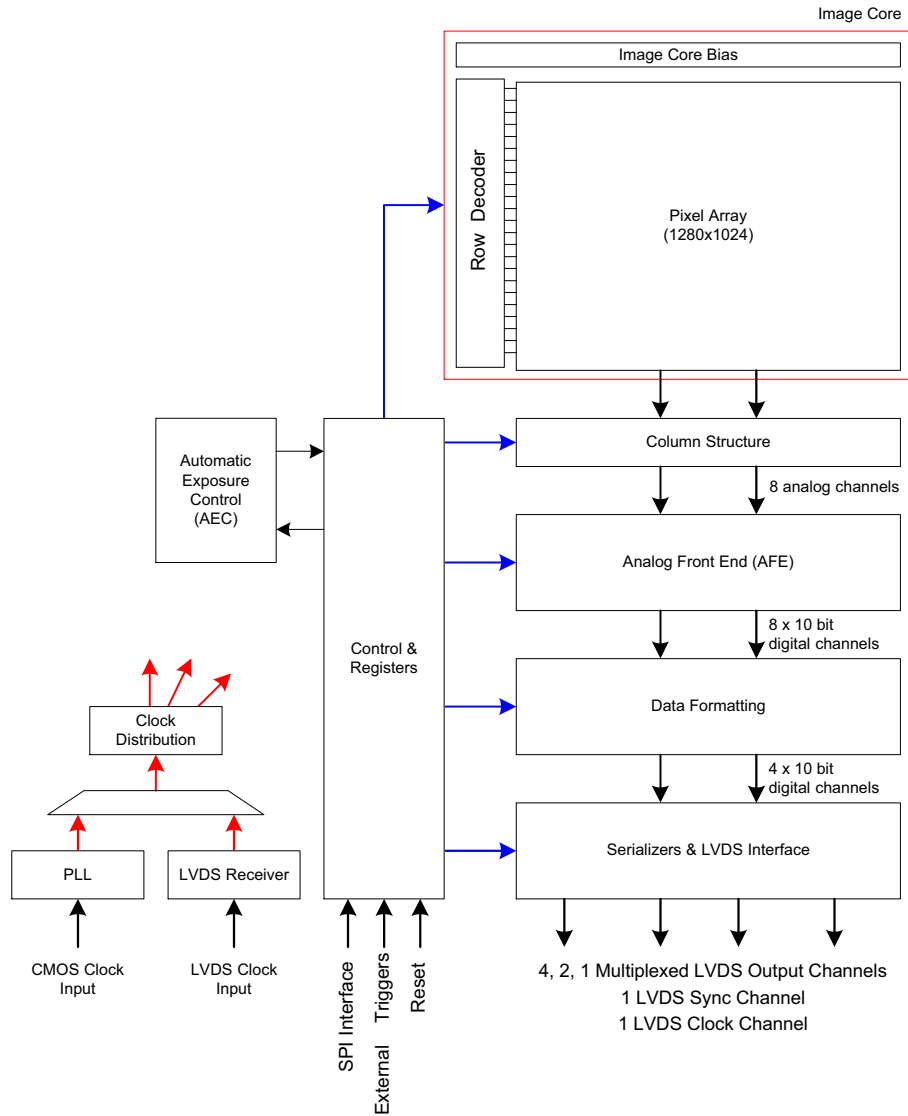 Image Core
Image Core Bias
Row Decoder
Pixel Array
(1280x1024)
Automatic
Exposure
Control
(AEC)
Column Structure
8 analog channels
Analog Front End (AFE)
8 x 10 bit
digital channels
Control &
Registers
Data Formatting
4 x 10 bit
digital channels
Clock
Distribution
PLL
LVDS Receiver
Serializers & LVDS Interface
CMOS Clock
Input
LVDS Clock
Input
SPI Interface
External Triggers
Reset
4, 2, 1 Multiplexed LVDS Output Channels
1 LVDS Sync Channel
1 LVDS Clock Channel